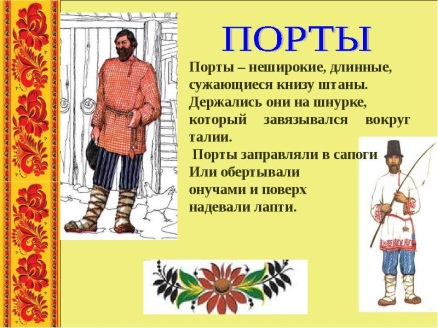 ПОРТЫ
Порты – неширокие, длинные,
сужающиеся книзу штаны.
Держались они на шнурке,
который завязывался вокруг
талии.
Порты заправляли в сапоги
Или обертывали
онучами и поверх
надевали лапти.